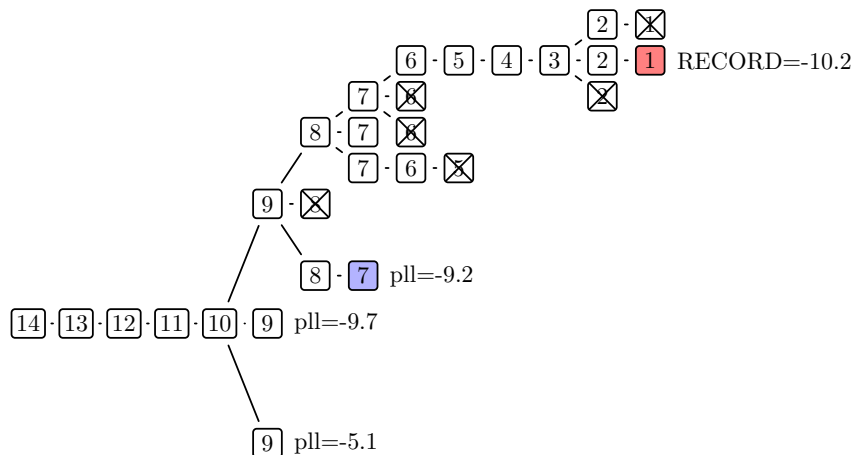 2 1
6 5 4 3 2 1 RECORD=-10.2
7 6 2
8 7 6
7 6 5
9 8
8 7 pll=-9.2
14 13 12 11 10 9 pll=-9.7
9 pll=-5.1